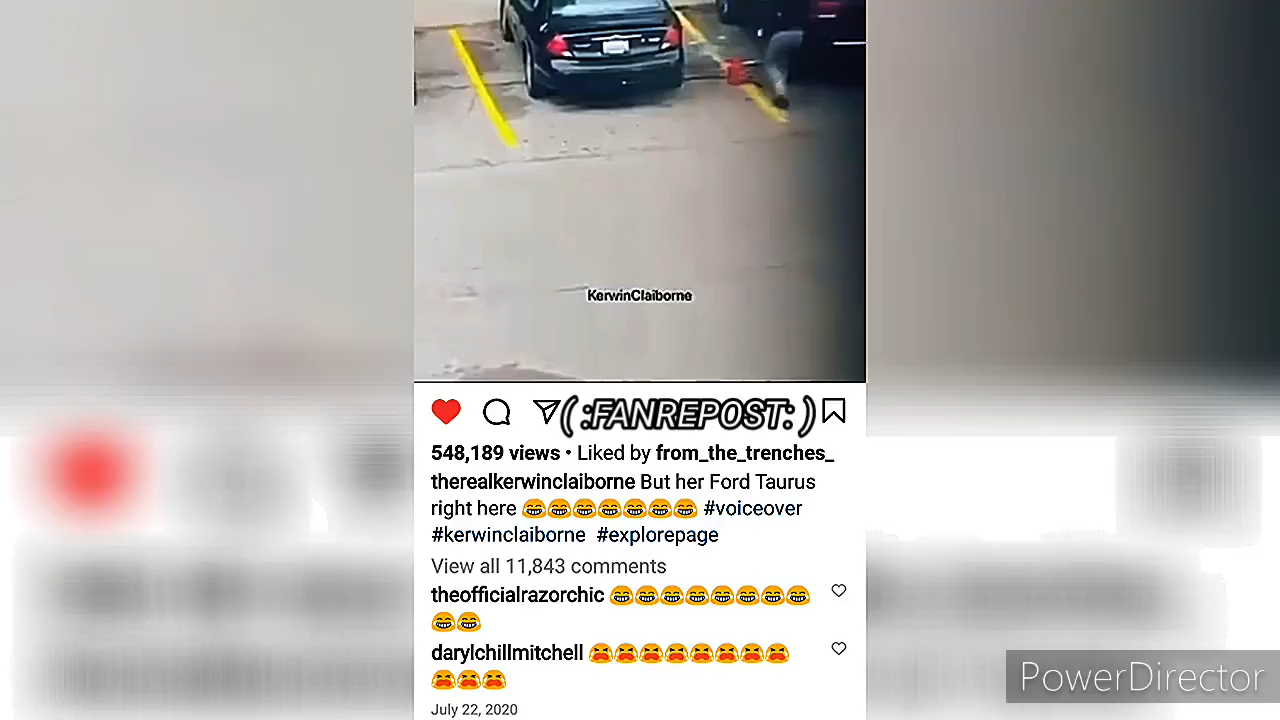 KerwinClaiborne
( :FANREPOST: )
548,189 views • Liked by from_the_trenches_
therealkerwinclaiborne But her Ford Taurus
right here 😂😂😂😂😂😂😂 #voiceover
#kerwinclaiborne #explorepage
View all 11,843 comments
theofficialrazorchic 😂😂😂😂😂😂😂😂
😂😂
darylchillmitchell 😫😫😫😫😫😫😫😫
😫😫😫
July 22, 2020
PowerDirector